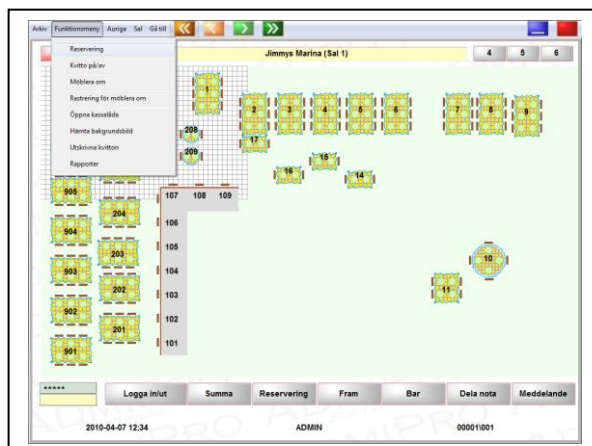 Arkiv Funktionsmeny Aurige Sal Gå till
Jimmys Marina (Sal 1) 4 5 6
Reservering
Kvitto på/av
Möblera om
Rastrering för möblera om
Öppna kassalåda
Hämta bakgrundsbild
Utskrivna kvitton
Rapporter
1
2 3 4 5 6 7 8 9
208
17
209
15
16
14
905
107 108 109
204
106
904
105
203
10
903
104
202
11
103
902
102
201
101
901
*****
Logga in/ut Summa Reservering Fram Bar Dela nota Meddelande
2010-04-07 12:34 ADMIN 00001\001